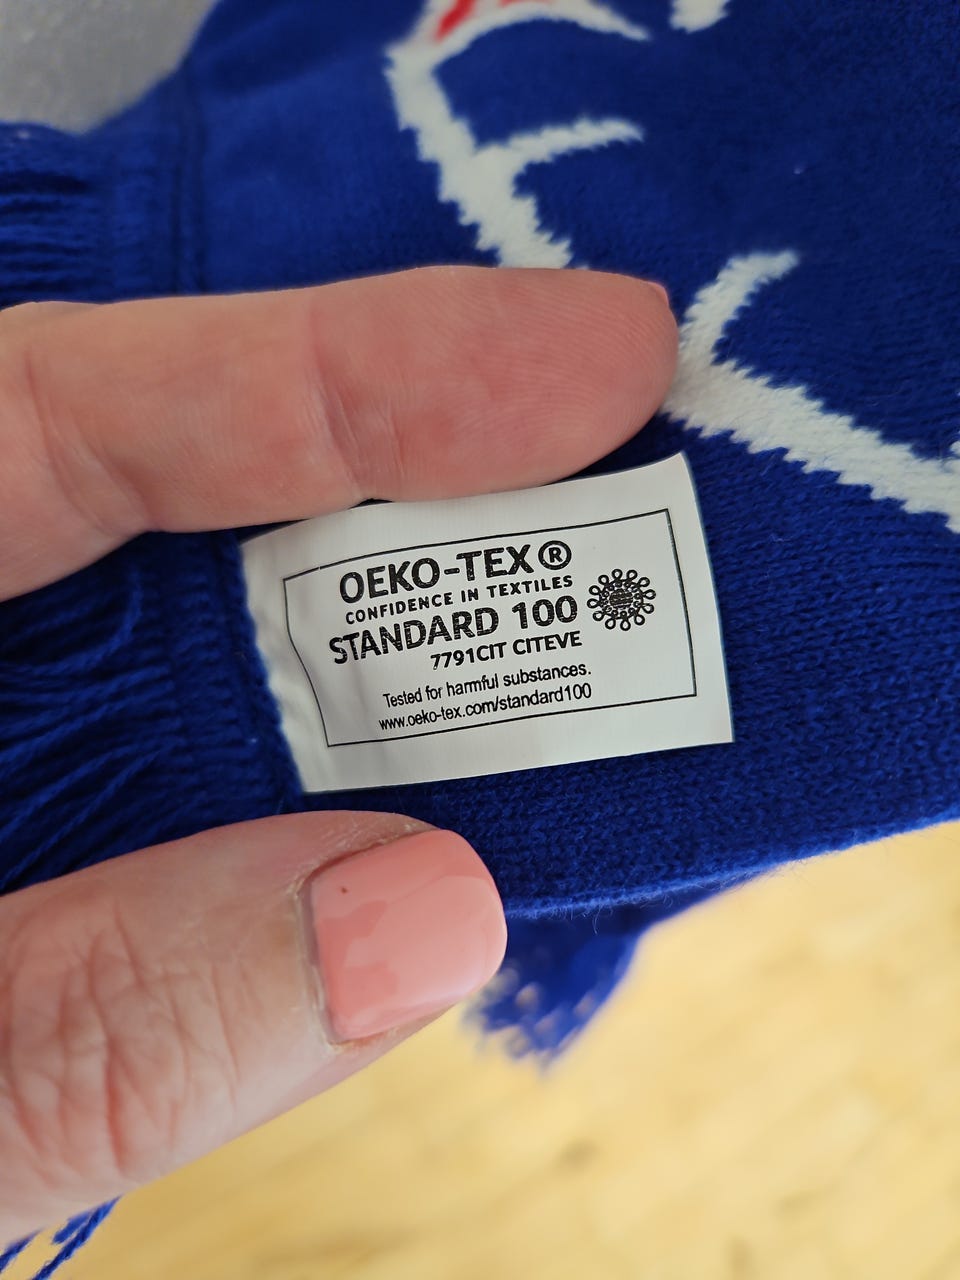 OEKO-TEX®
CONFIDENCE IN TEXTILES
STANDARD 100
7791CIT CITEVE
Tested for harmful substances.
www.oeko-tex.com/standard100